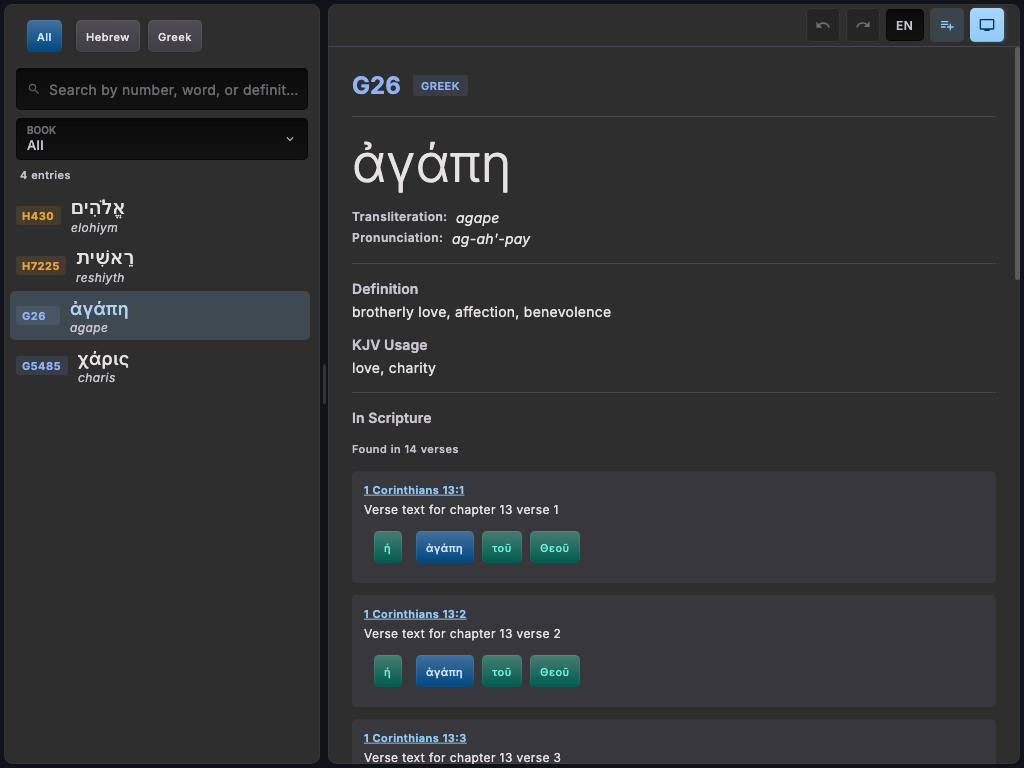 All Hebrew Greek
Search by number, word, or definit...
BOOK
All
4 entries
H430 אֱלֹהִים
elohiym
H7225 רֵאשִׁית
reshiyth
G26 ἀγάπη
agape
G5485 χάρις
charis
EN
G26 GREEK
ἀγάπη
Transliteration: agape
Pronunciation: ag-ah'-pay
Definition
brotherly love, affection, benevolence
KJV Usage
love, charity
In Scripture
Found in 14 verses
1 Corinthians 13:1
Verse text for chapter 13 verse 1
ἡ ἀγάπη τοῦ Θεοῦ
1 Corinthians 13:2
Verse text for chapter 13 verse 2
ἡ ἀγάπη τοῦ Θεοῦ
1 Corinthians 13:3
Verse text for chapter 13 verse 3